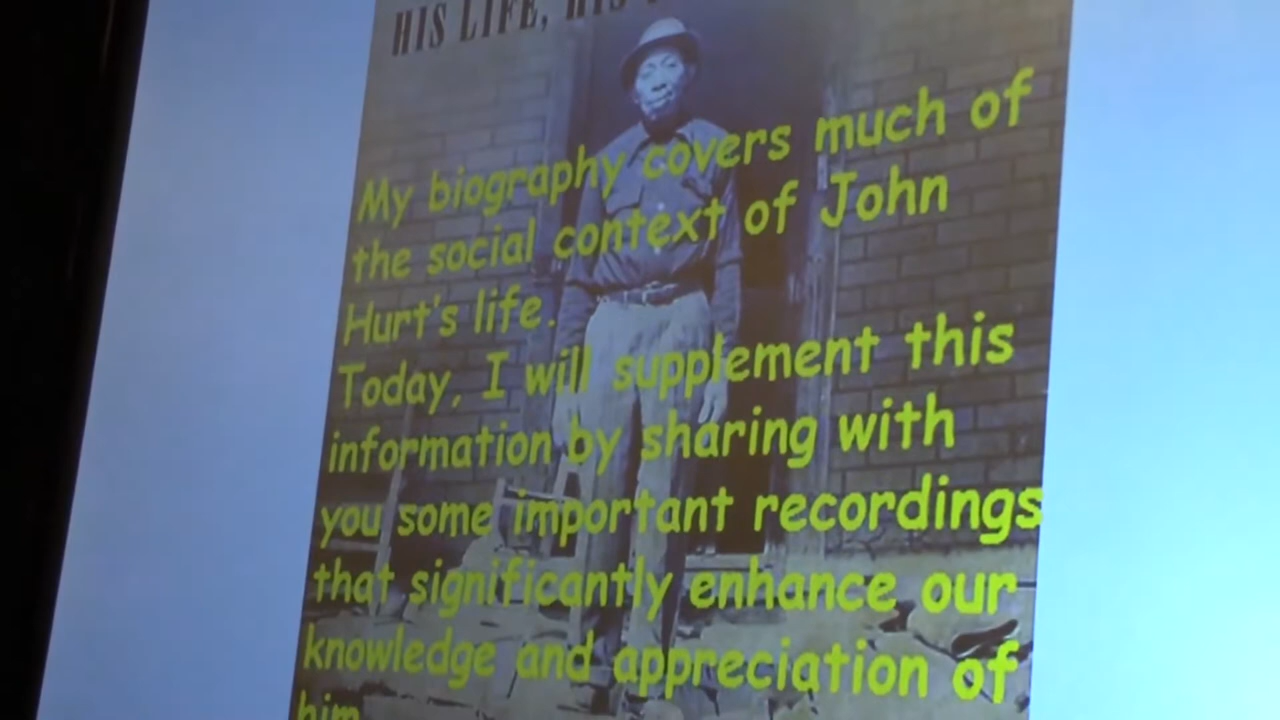 HIS LIFE, HIS
My biography covers much of
the social context of John
Hurt's life.
Today, I will supplement this
information by sharing with
you some important recordings
that significantly enhance our
knowledge and appreciation of
him